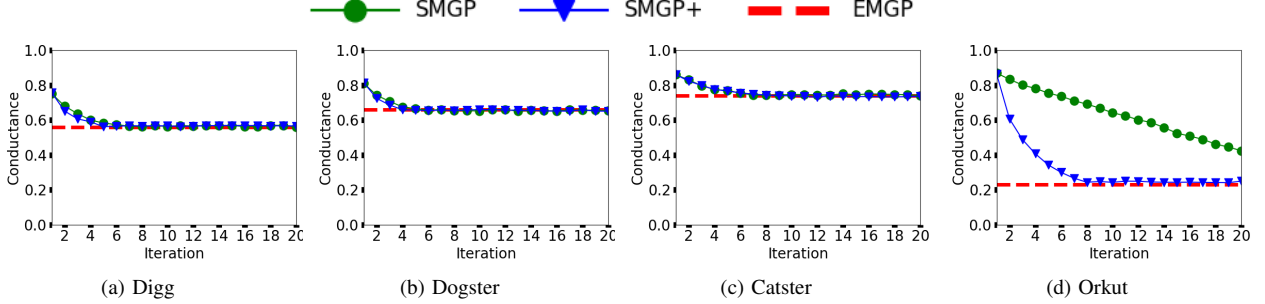 SMGP SMGP+ EMGP
1.0 1.0 1.0 1.0
0.8 0.8 0.8 0.8
0.6 0.6 0.6 0.6
0.4 0.4 0.4 0.4
0.2 0.2 0.2 0.2
0.0 0.0 0.0 0.0
Conductance Conductance Conductance Conductance
2 4 6 8 10 12 14 16 18 20 2 4 6 8 10 12 14 16 18 20 2 4 6 8 10 12 14 16 18 20 2 4 6 8 10 12 14 16 18 20
Iteration Iteration Iteration Iteration
(a) Digg (b) Dogster (c) Catster (d) Orkut